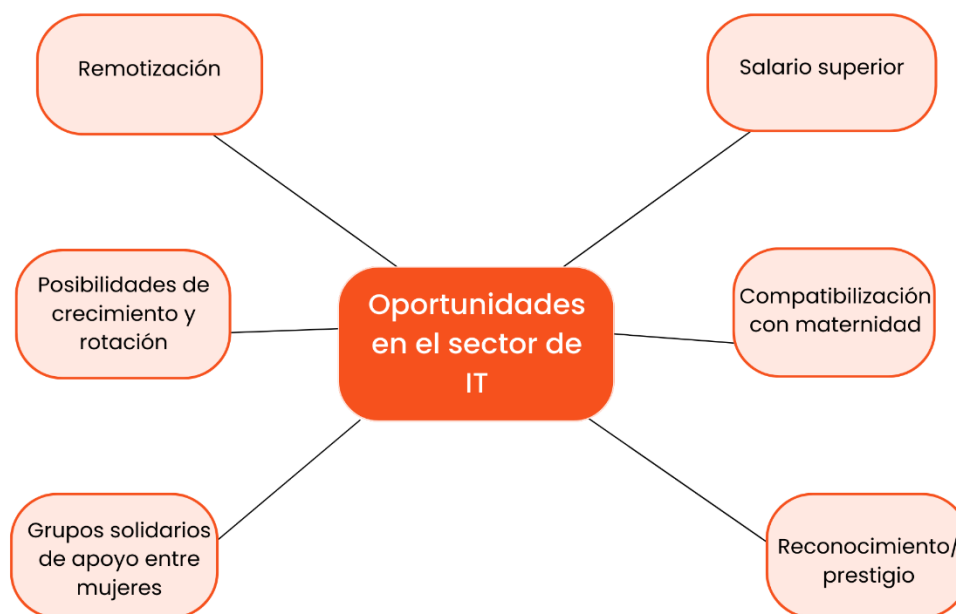 Remotización
Salario superior
Posibilidades de
crecimiento y
rotación
Oportunidades
en el sector de
IT
Compatibilización
con maternidad
Grupos solidarios
de apoyo entre
mujeres
Reconocimiento/
prestigio